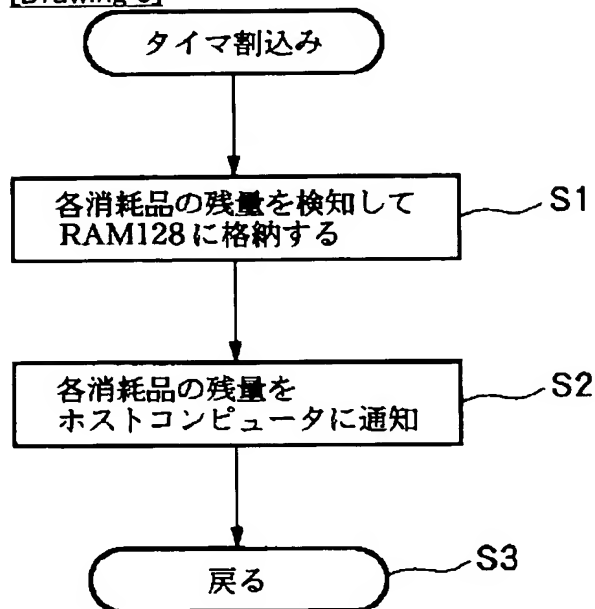 タイマ割込み
各消耗品の残量を検知して
RAM128に格納する
S1
各消耗品の残量を
ホストコンピュータに通知
S2
戻る
S3